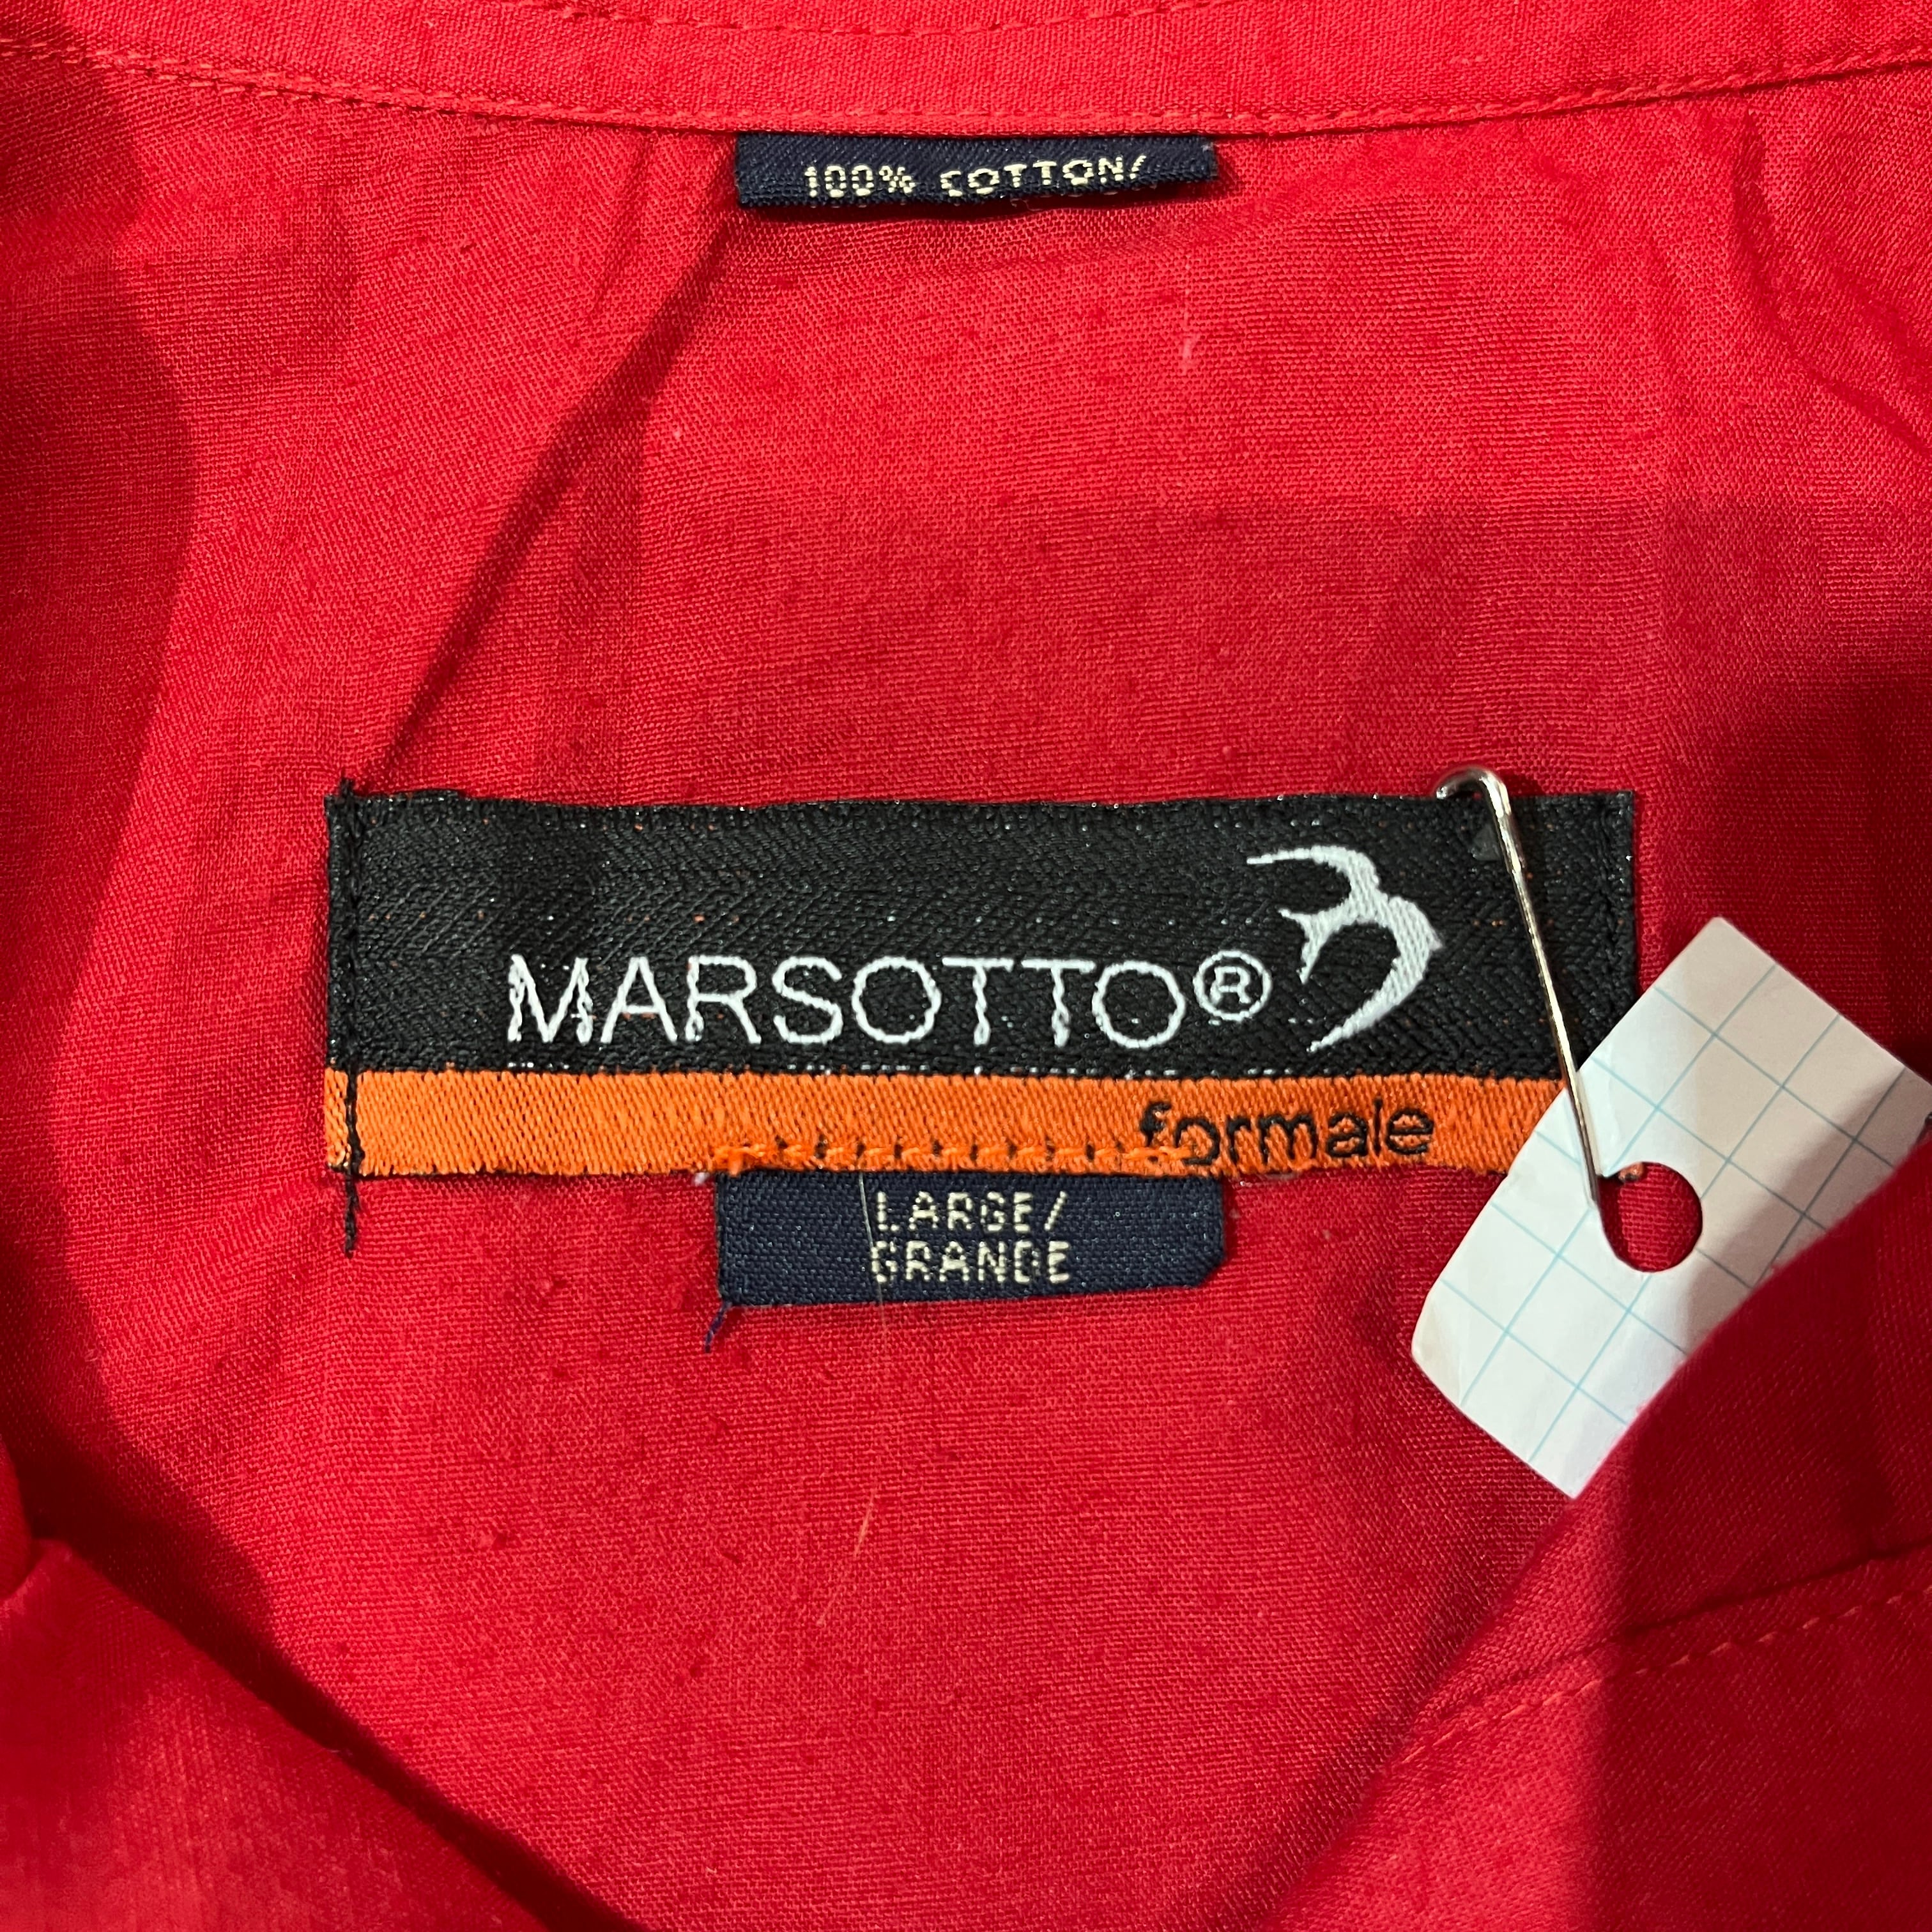 100% COTTON/
MARSOTTO®
formale
LARGE/
GRANDE